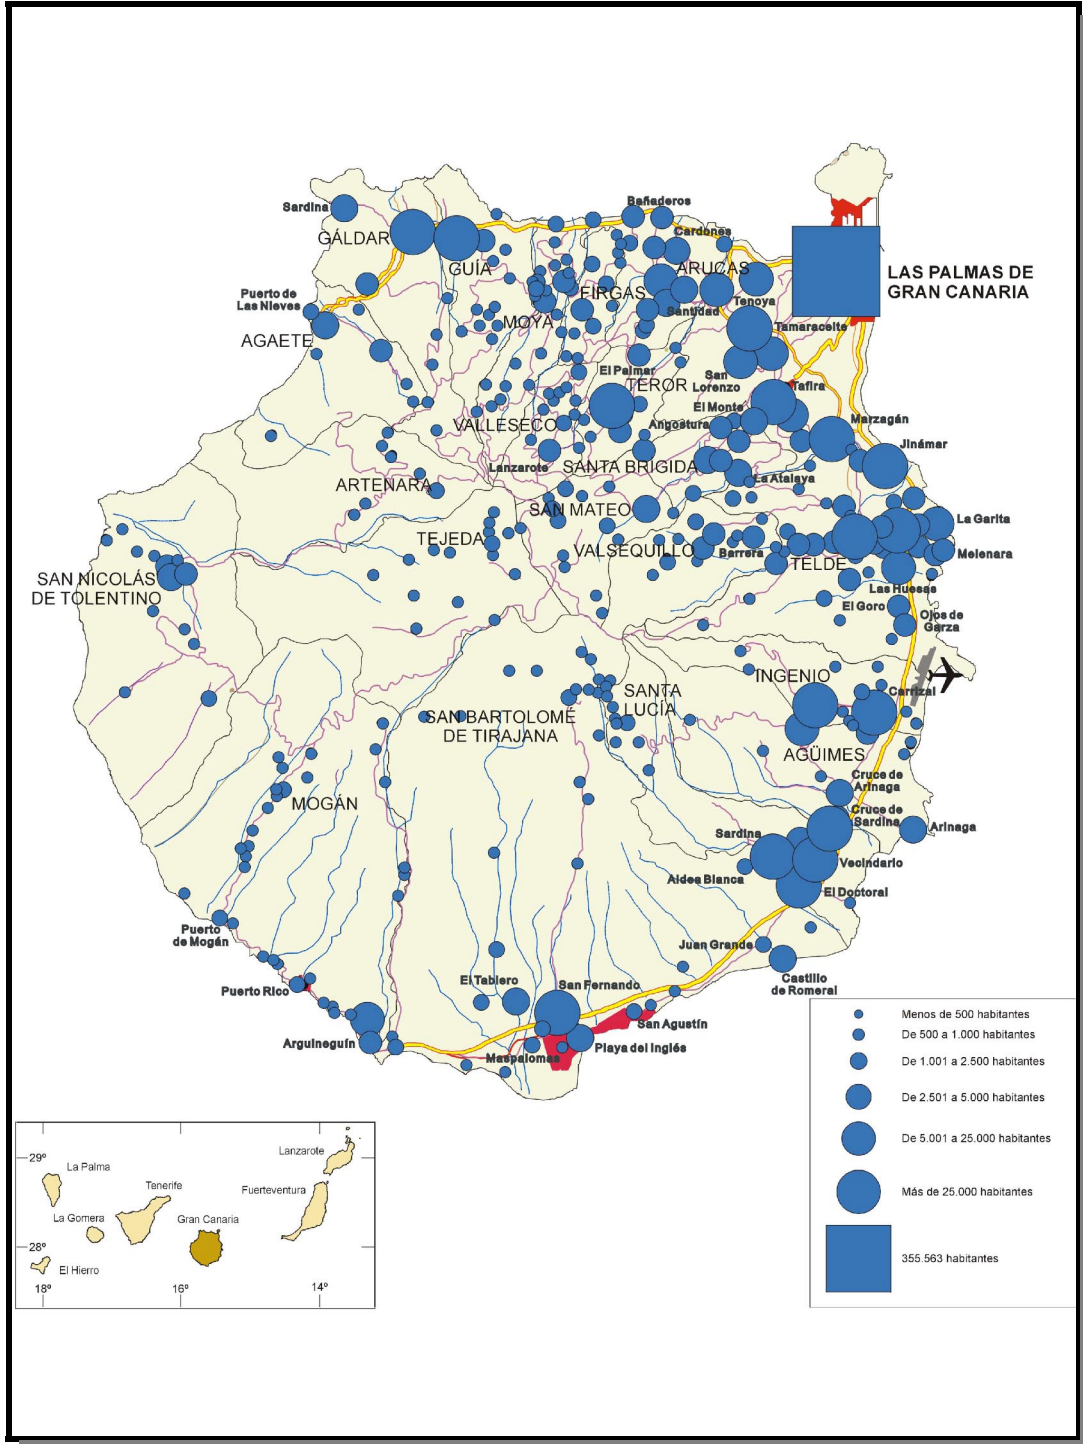 Sardina
GÁLDAR
GUÍA
Bañaderos
Cardones
ARUCAS
FIRGAS
Santidad
Tenoya
LAS PALMAS DE
GRAN CANARIA
Puerto de
Las Nieves
AGAETE
MOYA
Tamaraceite
El Palmar
TEROR
San
Lorenzo
Tafira
El Monte
Angostura
Marzagán
VALLESECO
Jinámar
Lanzarote
SANTA BRIGIDA
La Atalaya
ARTENARA
SAN MATEO
La Garita
TEJEDA
VALSEQUILLO
Barrera
TELDE
Melenara
SAN NICOLÁS
DE TOLENTINO
Las Huesas
El Goro
Ojos de
Garza
INGENIO
SANTA
LUCÍA
Carrizal
SAN BARTOLOMÉ
DE TIRAJANA
AGÜIMES
MOGÁN
Cruce de
Arinaga
Cruce de
Sardina
Arinaga
Sardina
Vecindario
Aldea Blanca
El Doctoral
Puerto
de Mogán
Juan Grande
Puerto Rico
El Tablero
San Fernando
Castillo
de Romeral
San Agustín
Arguineguín
Maspalomas
Playa del Inglés
Menos de 500 habitantes
De 500 a 1.000 habitantes
De 1.001 a 2.500 habitantes
De 2.501 a 5.000 habitantes
De 5.001 a 25.000 habitantes
Más de 25.000 habitantes
355.563 habitantes
29º
28º
18º
16º
14º
La Palma
Tenerife
La Gomera
El Hierro
Gran Canaria
Fuerteventura
Lanzarote